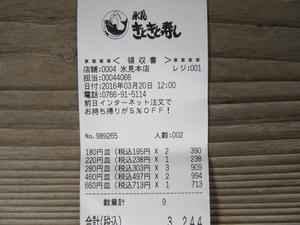 氷見
きときと寿し
＊＊＊＊＜ 領収書 ＞＊＊＊＊
店舗:0004 氷見本店 レジ:001
担当:00044066
日付:2016年03月20日 12:00
電話:0766-91-5114
前日インターネット注文で
お持ち帰りが５％ＯＦＦ！
No.989265 人数:002
180円皿 (税込195円 X 2 390
220円皿 (税込238円 X 1 238
280円皿 (税込303円 X 3 909
460円皿 (税込497円 X 2 994
660円皿 (税込713円 X 1 713
数量計 9
合計(税込) 3,244